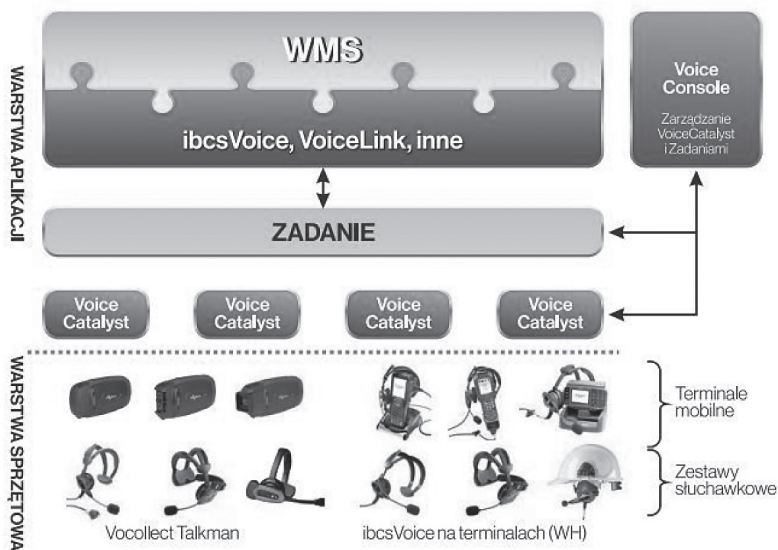 WARSTWA APLIKACJI
WMS
ibcsVoice, VoiceLink, inne
Voice
Console
Zarządzanie
VoiceCatalyst
i Zadaniami
ZADANIE
Voice
Catalyst
Voice
Catalyst
Voice
Catalyst
Voice
Catalyst
WARSTWA SPRZĘTOWA
Terminale
mobilne
Zestawy
słuchawkowe
Vocollect Talkman
ibcsVoice na terminalach (WH)